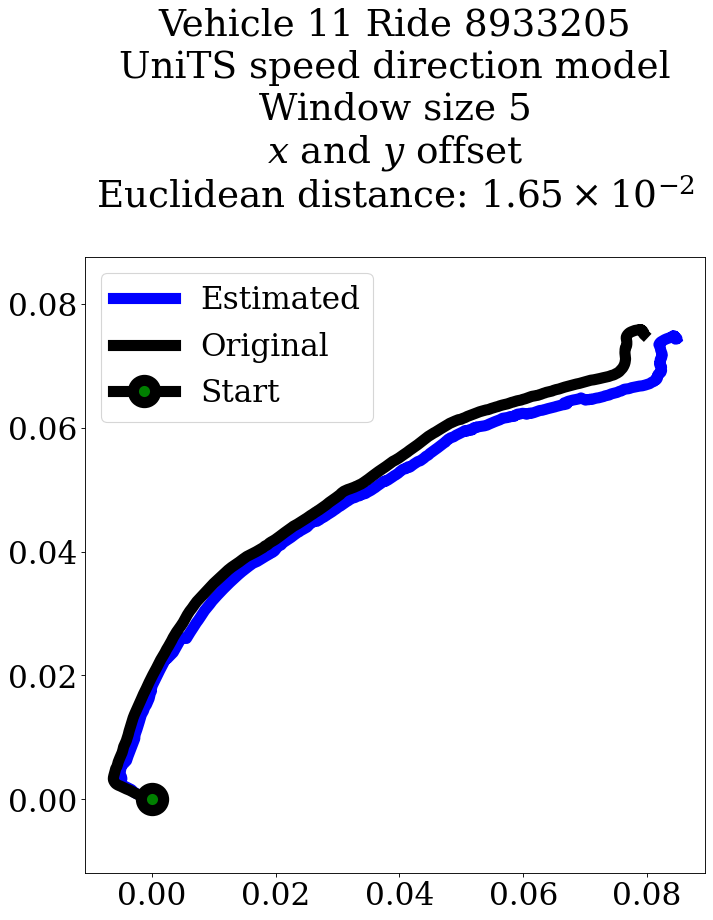 Vehicle 11 Ride 8933205
UniTS speed direction model
Window size 5
x and y offset
Euclidean distance: 1.65 × 10⁻²
Estimated
Original
Start
0.08
0.06
0.04
0.02
0.00
0.00 0.02 0.04 0.06 0.08